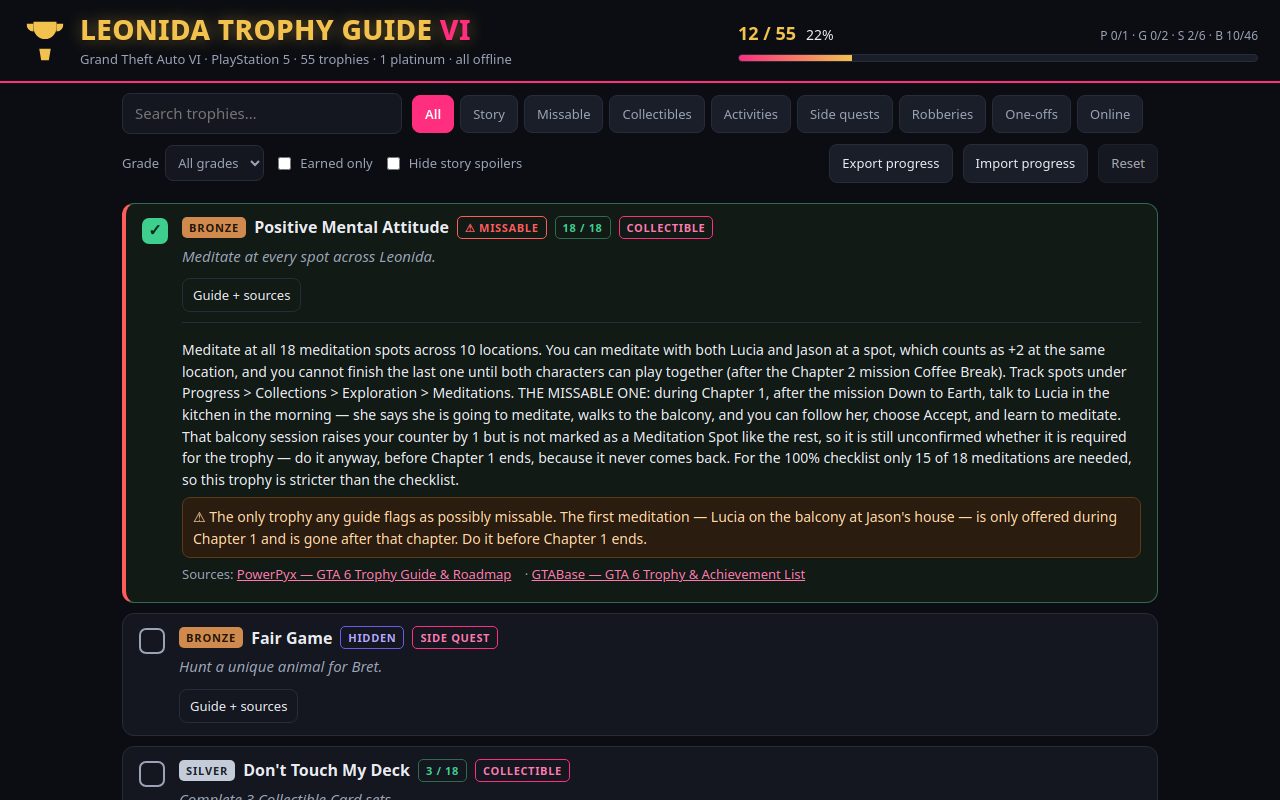 LEONIDA TROPHY GUIDE VI
Grand Theft Auto VI · PlayStation 5 · 55 trophies · 1 platinum · all offline
12 / 55 22%
P 0/1 · G 0/2 · S 2/6 · B 10/46
Search trophies...
All Story Missable Collectibles Activities Side quests Robberies One-offs Online
Grade All grades Earned only Hide story spoilers
Export progress Import progress Reset
✓ BRONZE Positive Mental Attitude ⚠ MISSABLE 18 / 18 COLLECTIBLE
Meditate at every spot across Leonida.
Guide + sources
Meditate at all 18 meditation spots across 10 locations. You can meditate with both Lucia and Jason at a spot, which counts as +2 at the same
location, and you cannot finish the last one until both characters can play together (after the Chapter 2 mission Coffee Break). Track spots under
Progress > Collections > Exploration > Meditations. THE MISSABLE ONE: during Chapter 1, after the mission Down to Earth, talk to Lucia in the
kitchen in the morning — she says she is going to meditate, walks to the balcony, and you can follow her, choose Accept, and learn to meditate.
That balcony session raises your counter by 1 but is not marked as a Meditation Spot like the rest, so it is still unconfirmed whether it is required
for the trophy — do it anyway, before Chapter 1 ends, because it never comes back. For the 100% checklist only 15 of 18 meditations are needed,
so this trophy is stricter than the checklist.
⚠ The only trophy any guide flags as possibly missable. The first meditation — Lucia on the balcony at Jason's house — is only offered during
Chapter 1 and is gone after that chapter. Do it before Chapter 1 ends.
Sources: PowerPyx — GTA 6 Trophy Guide & Roadmap · GTABase — GTA 6 Trophy & Achievement List
BRONZE Fair Game HIDDEN SIDE QUEST
Hunt a unique animal for Bret.
Guide + sources
SILVER Don't Touch My Deck 3 / 18 COLLECTIBLE
Complete 3 Collectible Card sets.